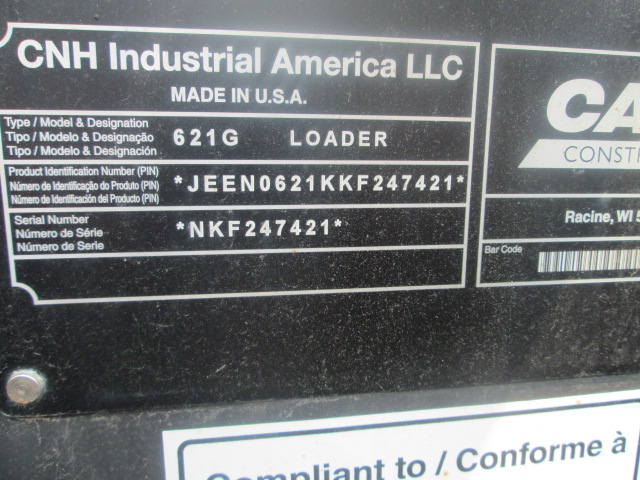 CNH Industrial America LLC
MADE IN U.S.A.
Type / Model & Designation
Tipo / Modelo & Designação
Tipo / Modelo & Designación
621G LOADER
Product Identification Number (PIN)
Número de Identificação do Produto (PIN)
Número de Identificación del Producto (PIN)
*JEEN0621KKF247421*
Serial Number
Número de Série
Número de Serie
*NKF247421*
CA
CONST
Racine, WI 5
Bar Code
Compliant to / Conforme à